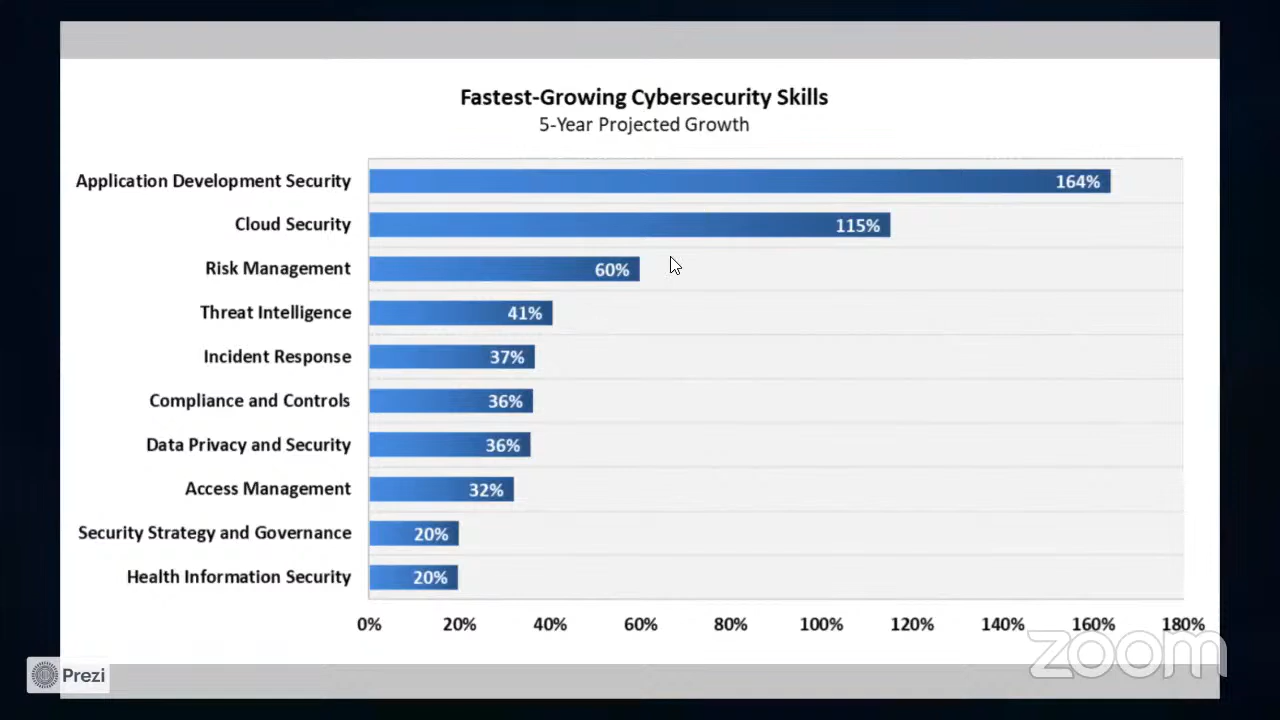 Fastest-Growing Cybersecurity Skills
5-Year Projected Growth
Application Development Security 164%
Cloud Security 115%
Risk Management 60%
Threat Intelligence 41%
Incident Response 37%
Compliance and Controls 36%
Data Privacy and Security 36%
Access Management 32%
Security Strategy and Governance 20%
Health Information Security 20%
0% 20% 40% 60% 80% 100% 120% 140% 160% 180%
zoom
Prezi